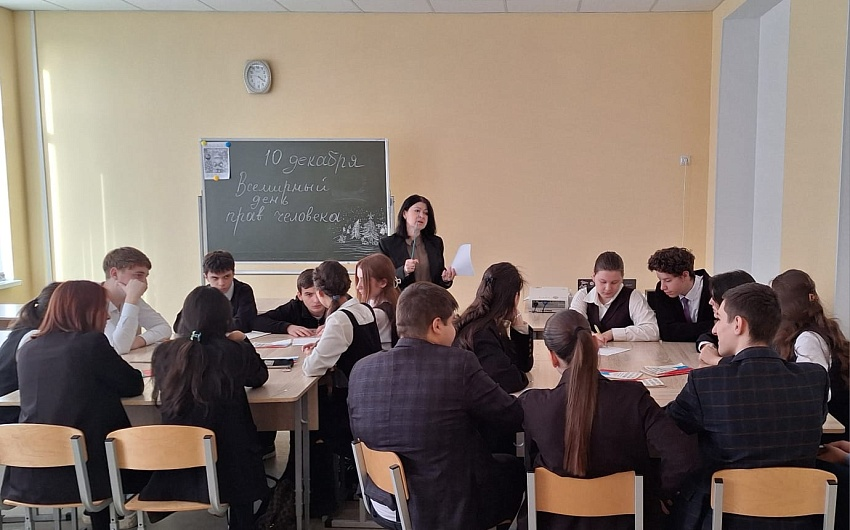 10 декабря
Всемирный
день
прав человека